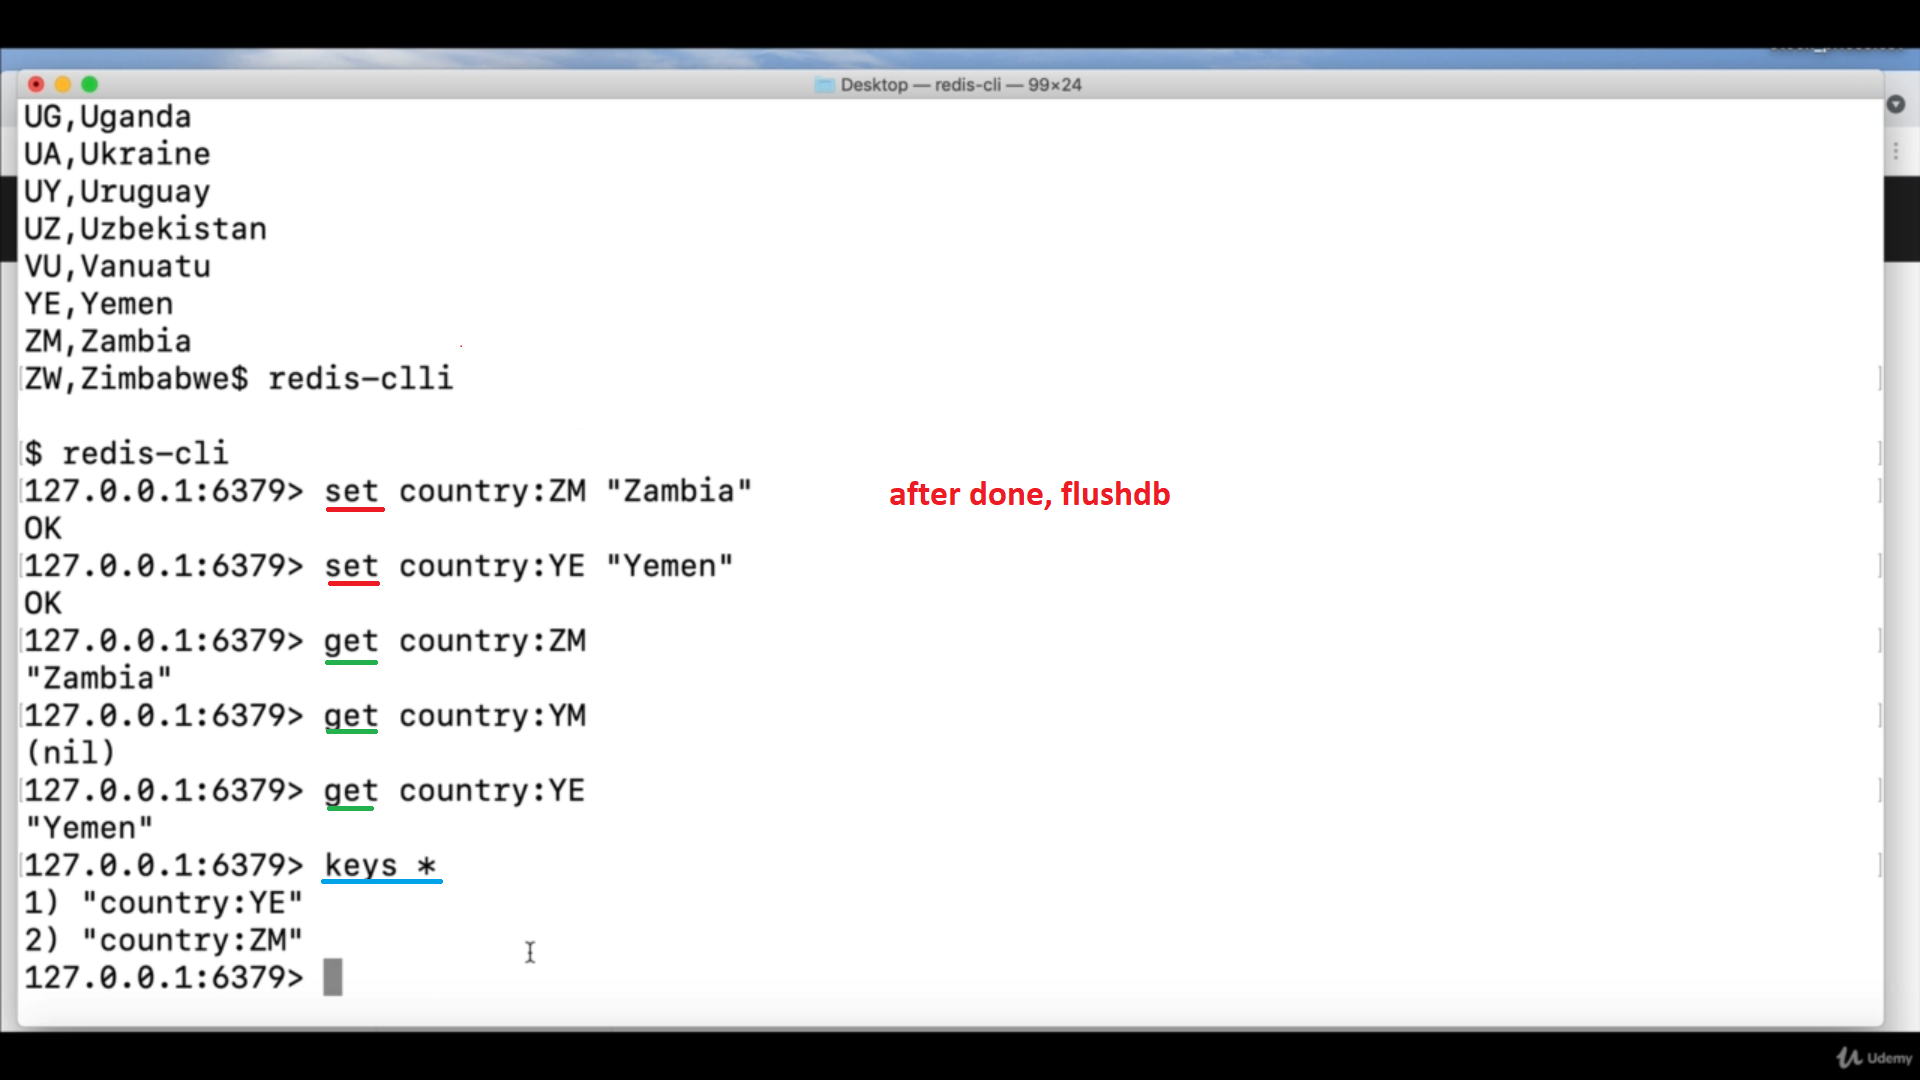 Desktop — redis-cli — 99×24
UG,Uganda
UA,Ukraine
UY,Uruguay
UZ,Uzbekistan
VU,Vanuatu
YE,Yemen
ZM,Zambia
ZW,Zimbabwe$ redis-clli
$ redis-cli
127.0.0.1:6379> set country:ZM "Zambia"
after done, flushdb
OK
127.0.0.1:6379> set country:YE "Yemen"
OK
127.0.0.1:6379> get country:ZM
"Zambia"
127.0.0.1:6379> get country:YM
(nil)
127.0.0.1:6379> get country:YE
"Yemen"
127.0.0.1:6379> keys *
1) "country:YE"
2) "country:ZM"
127.0.0.1:6379>
Udemy